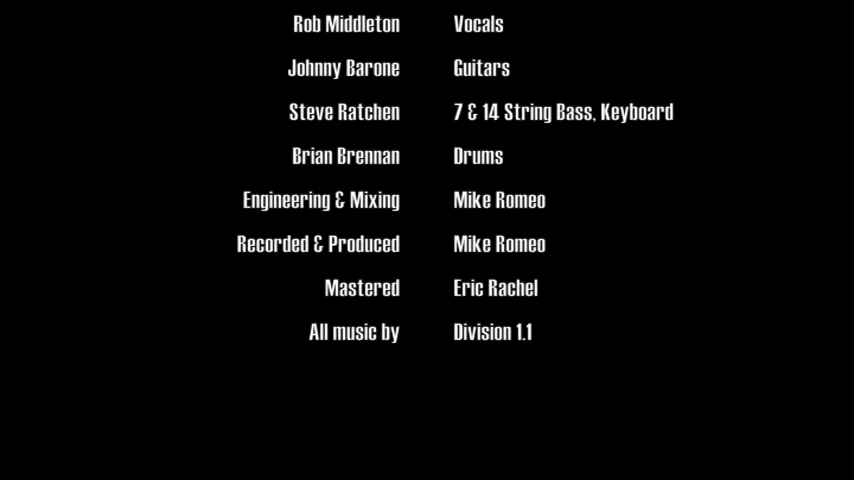 Rob Middleton Vocals
Johnny Barone Guitars
Steve Ratchen 7 & 14 String Bass, Keyboard
Brian Brennan Drums
Engineering & Mixing Mike Romeo
Recorded & Produced Mike Romeo
Mastered Eric Rachel
All music by Division 1.1